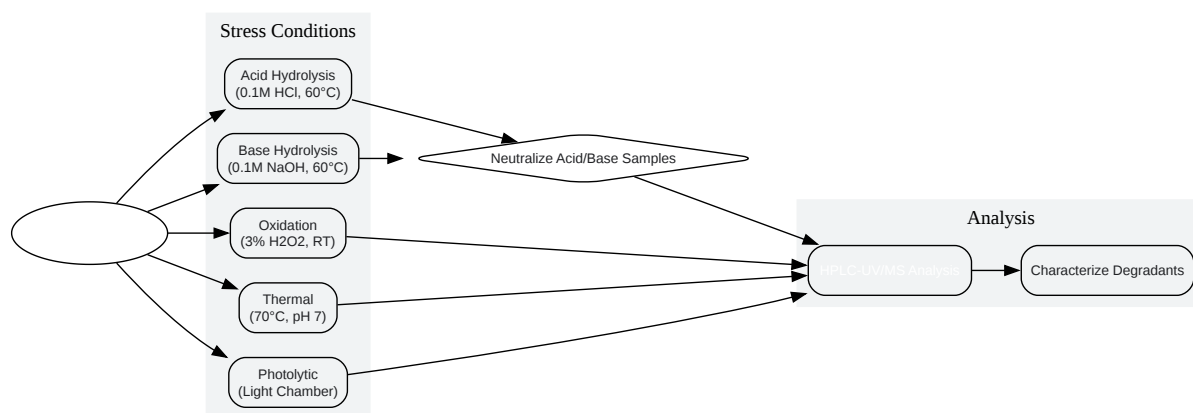 Stress Conditions
Acid Hydrolysis
(0.1M HCl, 60°C)
Base Hydrolysis
(0.1M NaOH, 60°C)
Oxidation
(3% H2O2, RT)
Thermal
(70°C, pH 7)
Photolytic
(Light Chamber)
Neutralize Acid/Base Samples
Analysis
HPLC-UV/MS Analysis
Characterize Degradants